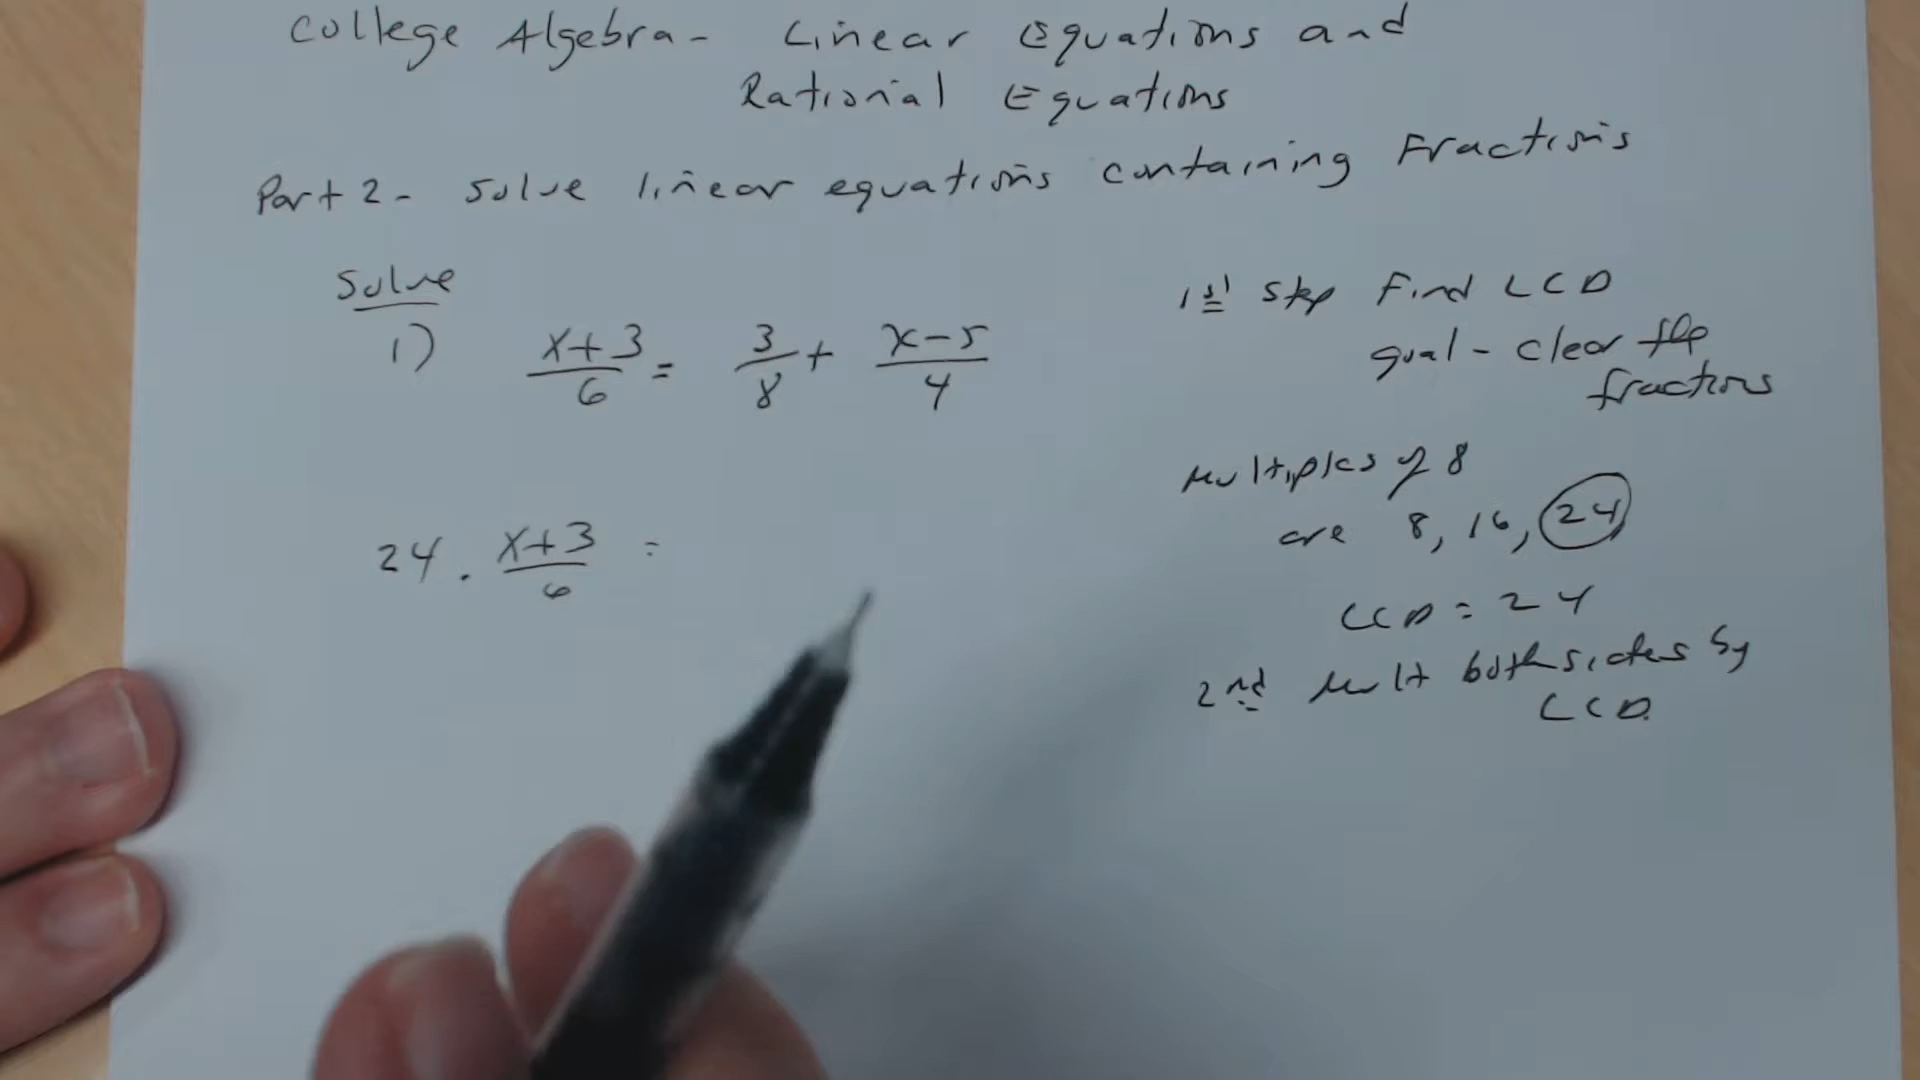 College Algebra - Linear Equations and
Rational Equations
Part 2 - Solve linear equations containing Fractions
Solve
1) x+3/6 = 3/8 + x-5/4
1st step Find LCD
goal - clear the
fractions
Multiples of 8
are 8, 16, 24
LCD = 24
2nd Mult both sides by
LCD.
24 . x+3/6 =